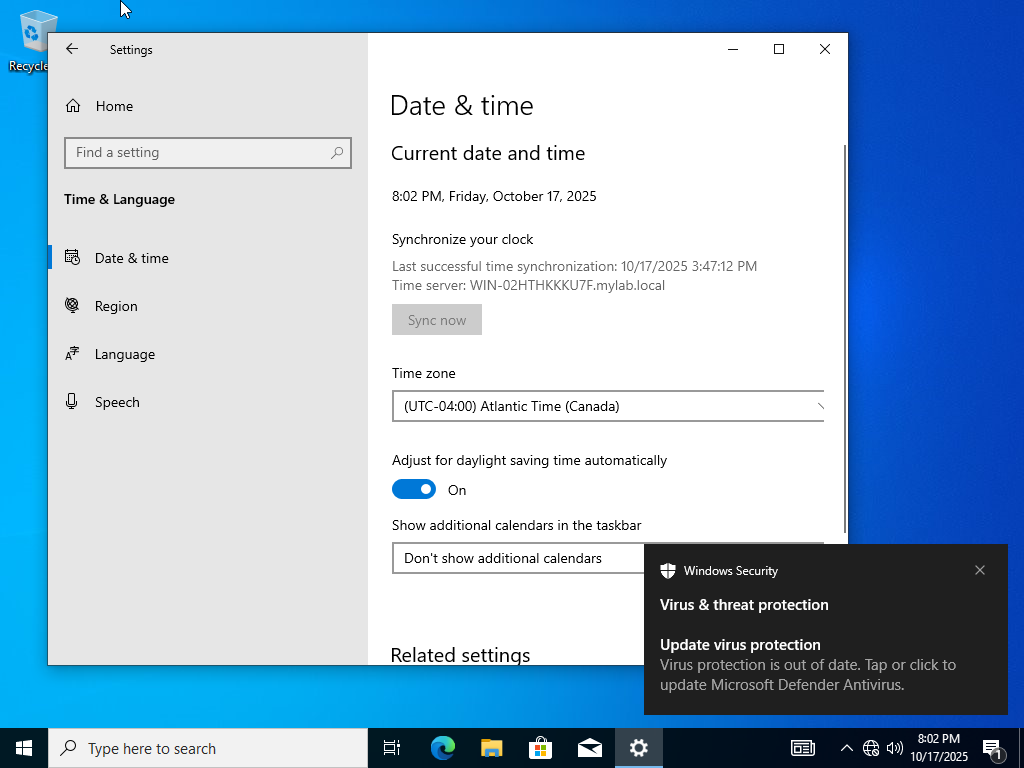 Recycle
Settings
Home
Find a setting
Time & Language
Date & time
Region
Language
Speech
Date & time
Current date and time
8:02 PM, Friday, October 17, 2025
Synchronize your clock
Last successful time synchronization: 10/17/2025 3:47:12 PM
Time server: WIN-02HTHKKKU7F.mylab.local
Sync now
Time zone
(UTC-04:00) Atlantic Time (Canada)
Adjust for daylight saving time automatically
On
Show additional calendars in the taskbar
Don't show additional calendars
Related settings
Windows Security
Virus & threat protection
Update virus protection
Virus protection is out of date. Tap or click to
update Microsoft Defender Antivirus.
Type here to search
8:02 PM
10/17/2025
1